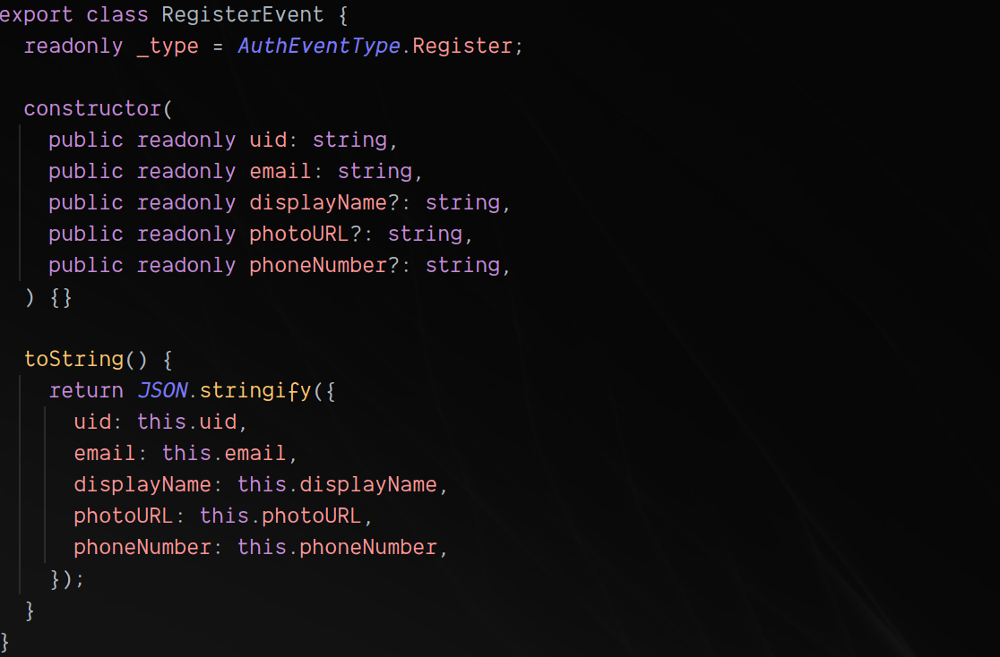 export class RegisterEvent {
  readonly _type = AuthEventType.Register;

  constructor(
    public readonly uid: string,
    public readonly email: string,
    public readonly displayName?: string,
    public readonly photoURL?: string,
    public readonly phoneNumber?: string,
  ) {}

  toString() {
    return JSON.stringify({
      uid: this.uid,
      email: this.email,
      displayName: this.displayName,
      photoURL: this.photoURL,
      phoneNumber: this.phoneNumber,
    });
  }
}